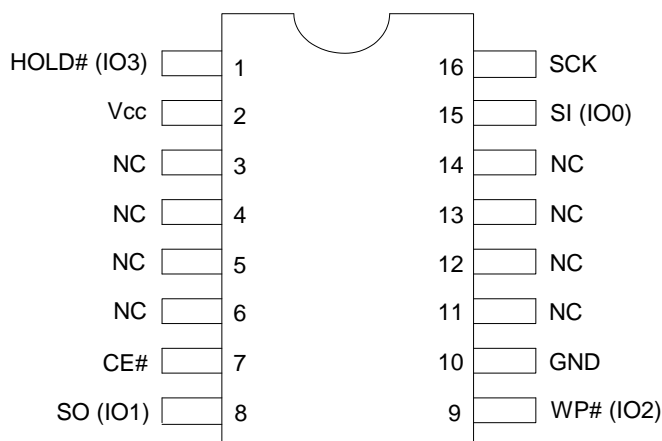 HOLD# (IO3) 1 16 SCK
Vcc 2 15 SI (IO0)
NC 3 14 NC
NC 4 13 NC
NC 5 12 NC
NC 6 11 NC
CE# 7 10 GND
SO (IO1) 8 9 WP# (IO2)